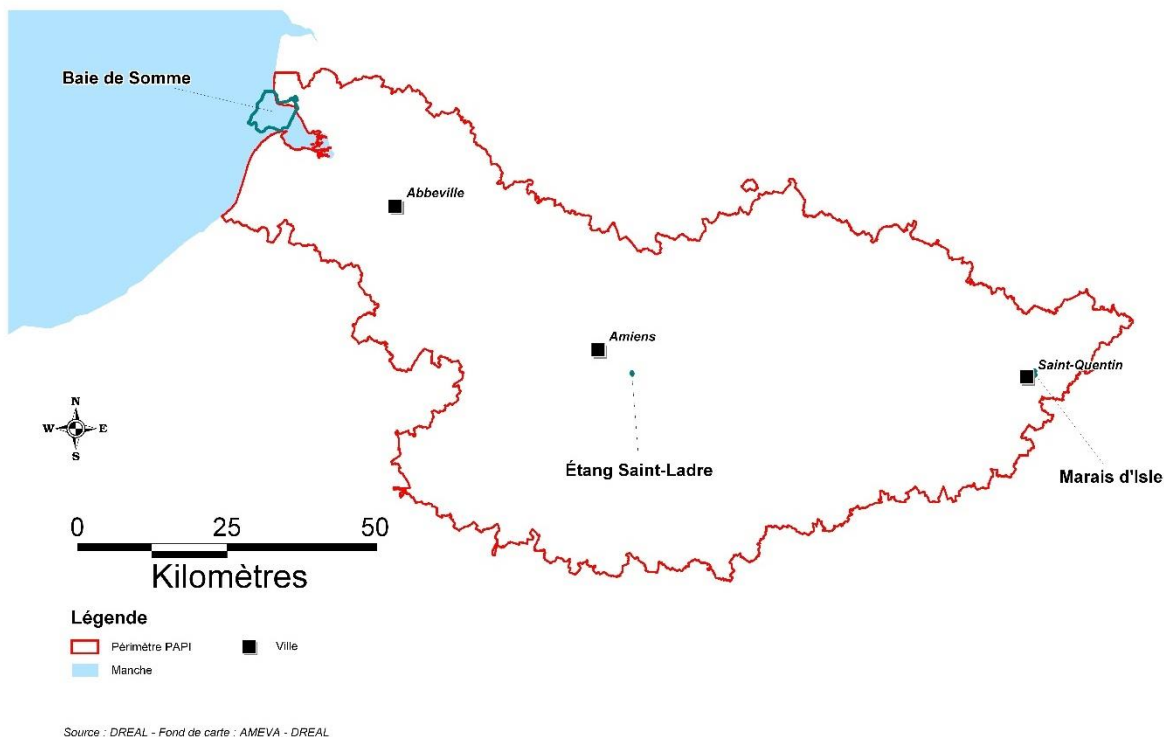 Baie de Somme
Abbeville
Amiens
Saint-Quentin
Étang Saint-Ladre
Marais d'Isle
N
W E
S
0 25 50
Kilomètres
Légende
Périmètre PAPI
Ville
Manche
Source : DREAL - Fond de carte : AMEVA - DREAL